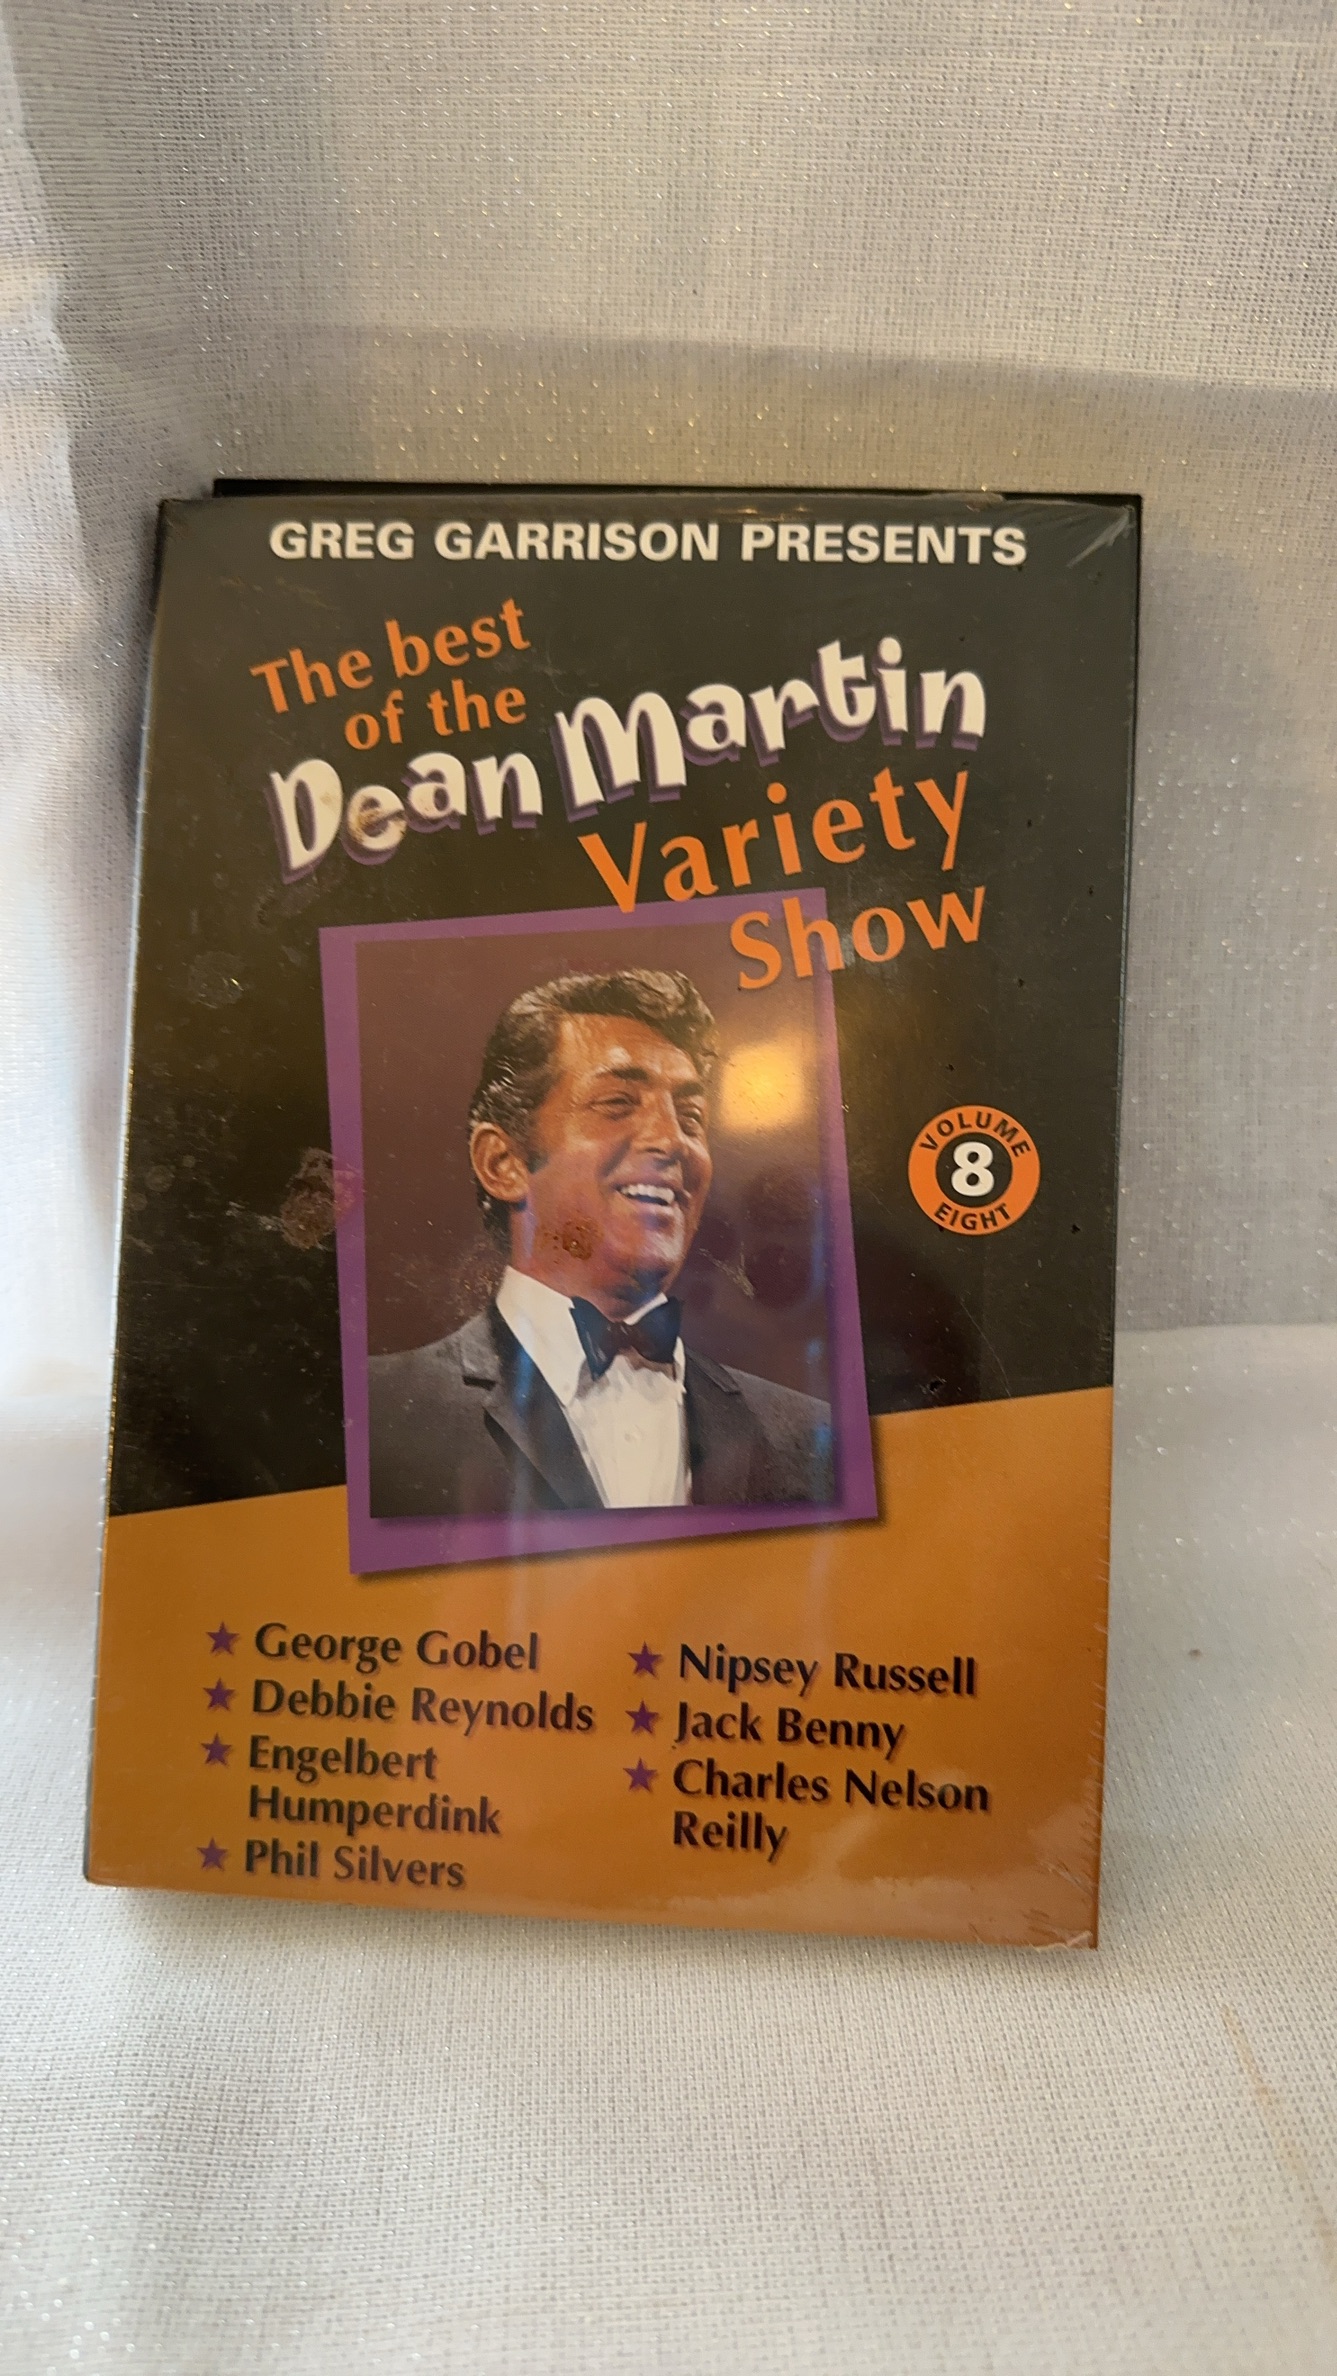 GREG GARRISON PRESENTS
The best
of the
Dean Martin
Variety
Show
VOLUME
8
EIGHT
★ George Gobel
★ Debbie Reynolds
★ Engelbert
Humperdink
★ Phil Silvers
★ Nipsey Russell
★ Jack Benny
★ Charles Nelson
Reilly